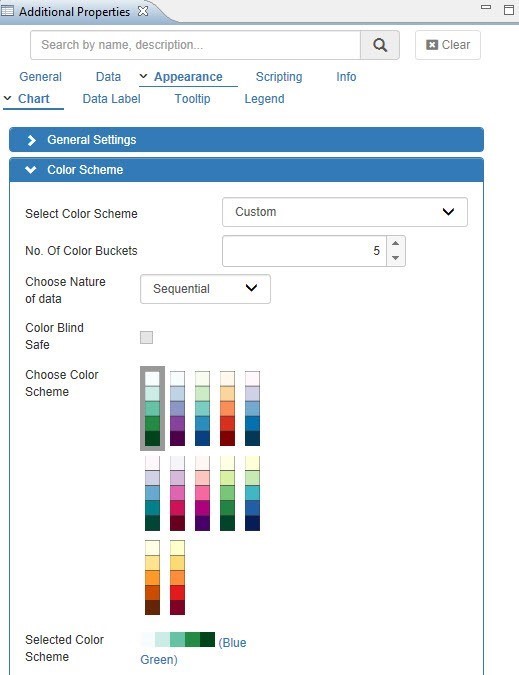 Additional Properties
Search by name, description...
Clear
General Data Appearance Scripting Info
Chart Data Label Tooltip Legend
General Settings
Color Scheme
Select Color Scheme Custom
No. Of Color Buckets 5
Choose Nature
of data
Sequential
Color Blind
Safe
Choose Color
Scheme
Selected Color
Scheme
(Blue
Green)